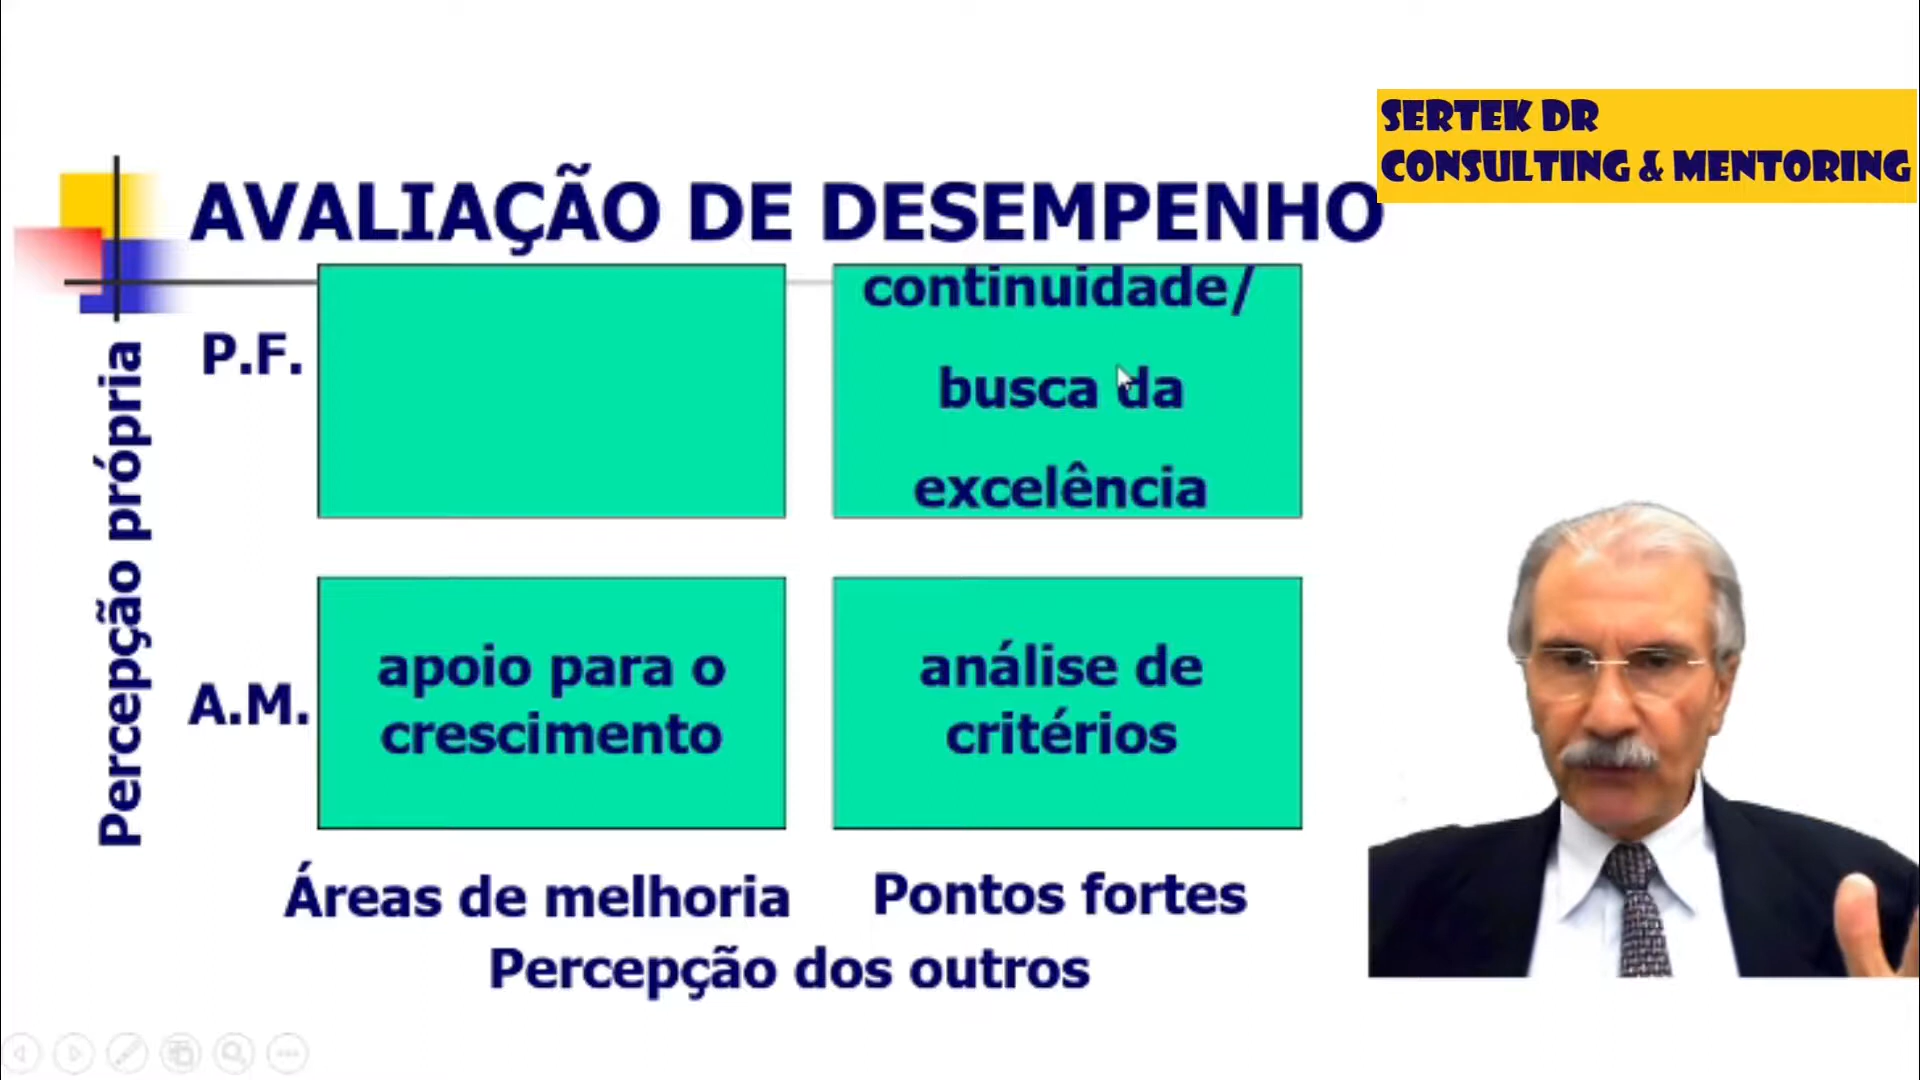 SERTEK DR
CONSULTING & MENTORING
AVALIAÇÃO DE DESEMPENHO
Percepção própria
P.F.
continuidade/
busca da
excelência
A.M.
apoio para o
crescimento
análise de
critérios
Áreas de melhoria
Pontos fortes
Percepção dos outros